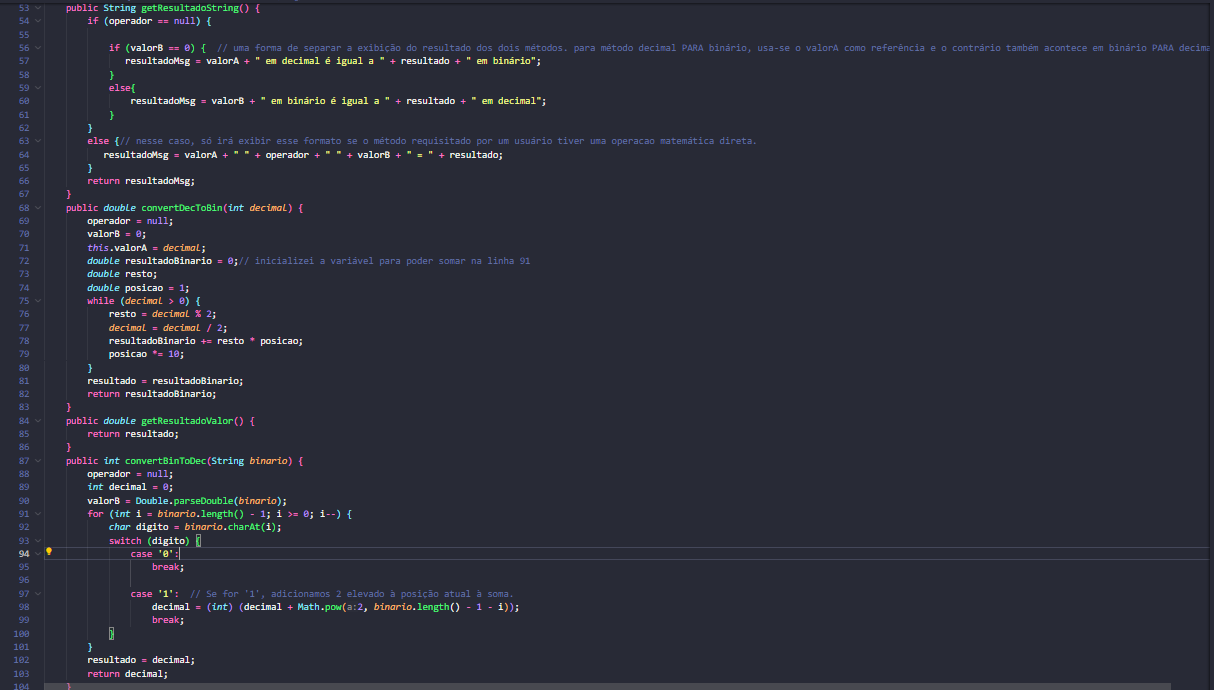 53 public String getResultadoString() {
54 if (operador == null) {
55
56 if (valorB == 0) { // uma forma de separar a exibição do resultado dos dois métodos. para método decimal PARA binário, usa-se o valorA como referência e o contrário também acontece em binário PARA decima
57 resultadoMsg = valorA + " em decimal é igual a " + resultado + " em binário";
58 }
59 else{
60 resultadoMsg = valorB + " em binário é igual a " + resultado + " em decimal";
61 }
62 }
63 else {// nesse caso, só irá exibir esse formato se o método requisitado por um usuário tiver uma operacao matemática direta.
64 resultadoMsg = valorA + " " + operador + " " + valorB + " = " + resultado;
65 }
66 return resultadoMsg;
67 }
68 public double convertDecToBin(int decimal) {
69 operador = null;
70 valorB = 0;
71 this.valorA = decimal;
72 double resultadoBinario = 0;// inicializei a variável para poder somar na linha 91
73 double resto;
74 double posicao = 1;
75 while (decimal > 0) {
76 resto = decimal % 2;
77 decimal = decimal / 2;
78 resultadoBinario += resto * posicao;
79 posicao *= 10;
80 }
81 resultado = resultadoBinario;
82 return resultadoBinario;
83 }
84 public double getResultadoValor() {
85 return resultado;
86 }
87 public int convertBinToDec(String binario) {
88 operador = null;
89 int decimal = 0;
90 valorB = Double.parseDouble(binario);
91 for (int i = binario.length() - 1; i >= 0; i--) {
92 char digito = binario.charAt(i);
93 switch (digito) {
94 case '0':
95 break;
96
97 case '1': // Se for '1', adicionamos 2 elevado à posição atual à soma.
98 decimal = (int) (decimal + Math.pow(a:2, binario.length() - 1 - i));
99 break;
100 }
101 }
102 resultado = decimal;
103 return decimal;
104 }